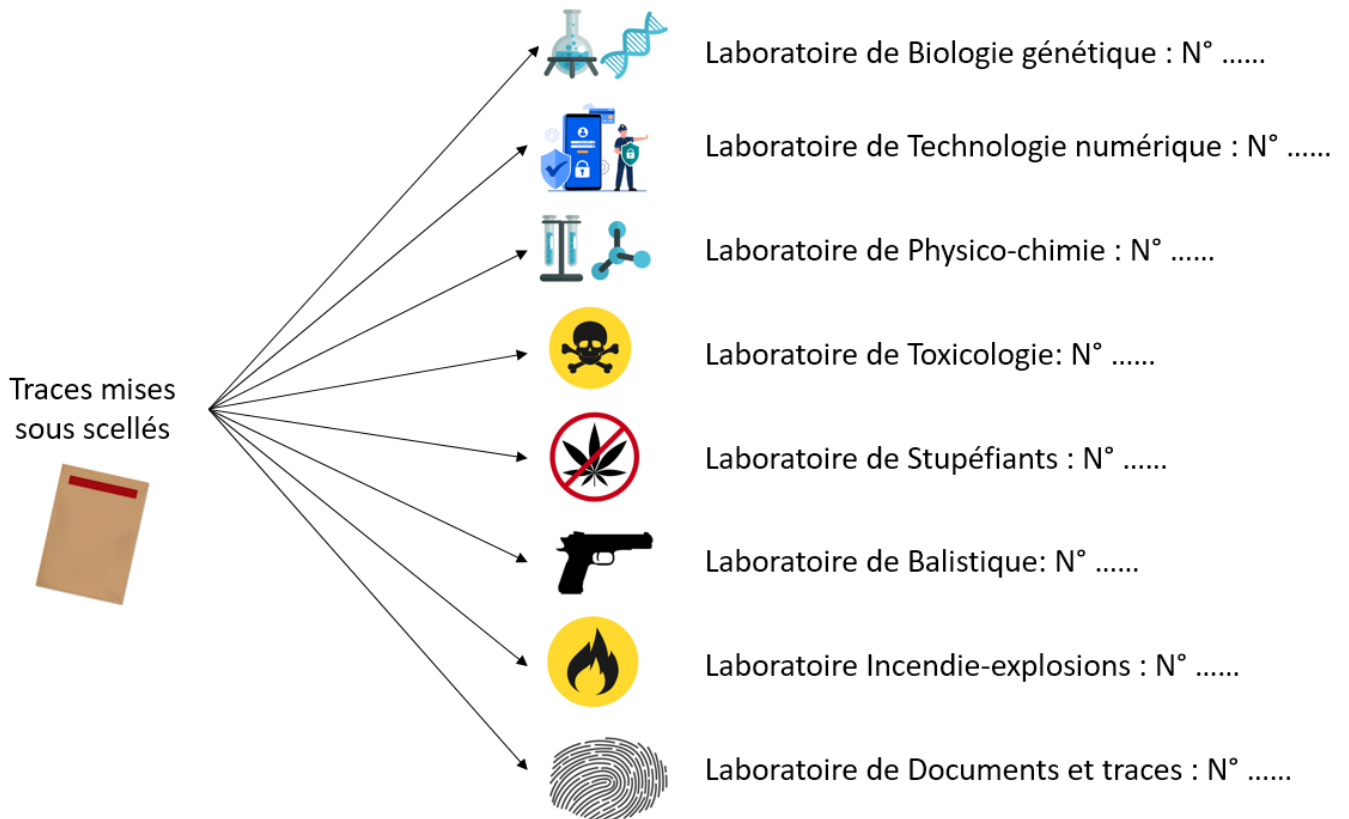 Laboratoire de Biologie génétique : N° ......
Laboratoire de Technologie numérique : N° ......
Laboratoire de Physico-chimie : N° ......
Laboratoire de Toxicologie: N° ......
Traces mises
sous scellés
Laboratoire de Stupéfiants : N° ......
Laboratoire de Balistique: N° ......
Laboratoire Incendie-explosions : N° ......
Laboratoire de Documents et traces : N° ......